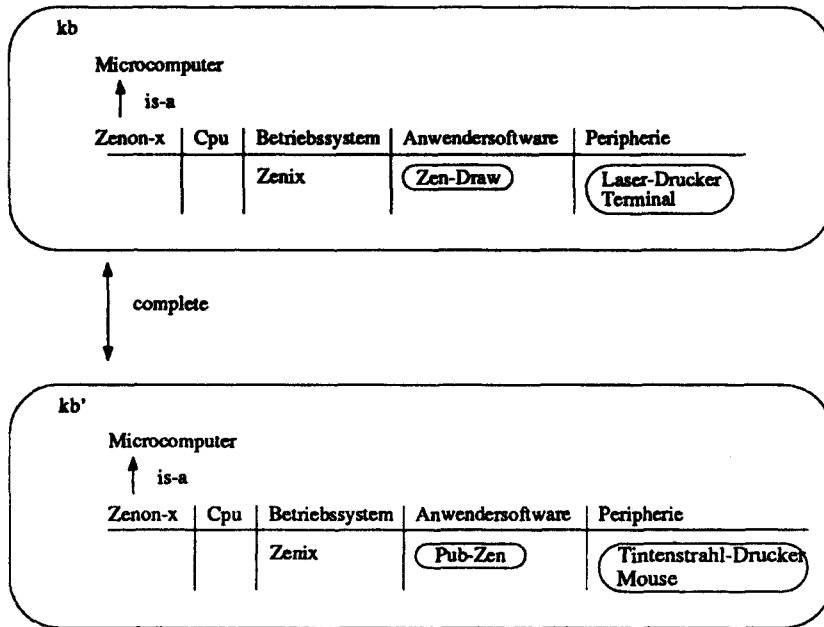 kb
Microcomputer
is-a
Zenon-x Cpu Betriebssystem Anwendersoftware Peripherie
Zenix Zen-Draw Laser-Drucker
Terminal
complete
kb'
Microcomputer
is-a
Zenon-x Cpu Betriebssystem Anwendersoftware Peripherie
Zenix Pub-Zen Tintenstrahl-Drucker
Mouse